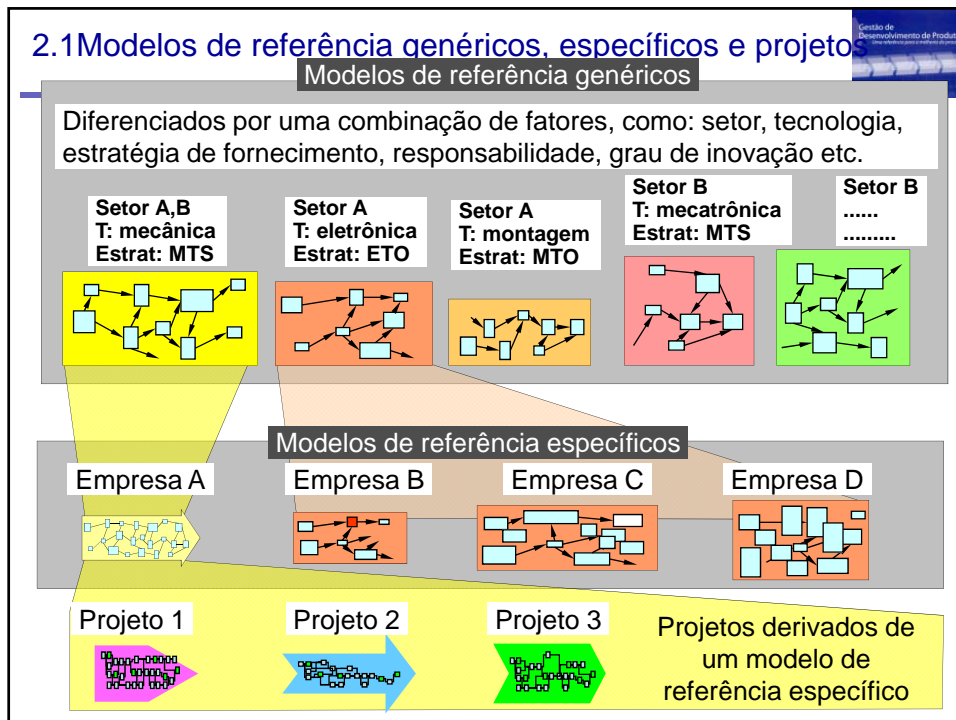 2.1Modelos de referência genéricos, específicos e projetos
Gestão de
Desenvolvimento de Produt
Modelos de referência genéricos
Diferenciados por uma combinação de fatores, como: setor, tecnologia,
estratégia de fornecimento, responsabilidade, grau de inovação etc.
Setor A,B
T: mecânica
Estrat: MTS
Setor A
T: eletrônica
Estrat: ETO
Setor A
T: montagem
Estrat: MTO
Setor B
T: mecatrônica
Estrat: MTS
Setor B
......
.........
Modelos de referência específicos
Empresa A
Empresa B
Empresa C
Empresa D
Projeto 1
Projeto 2
Projeto 3
Projetos derivados de
um modelo de
referência específico